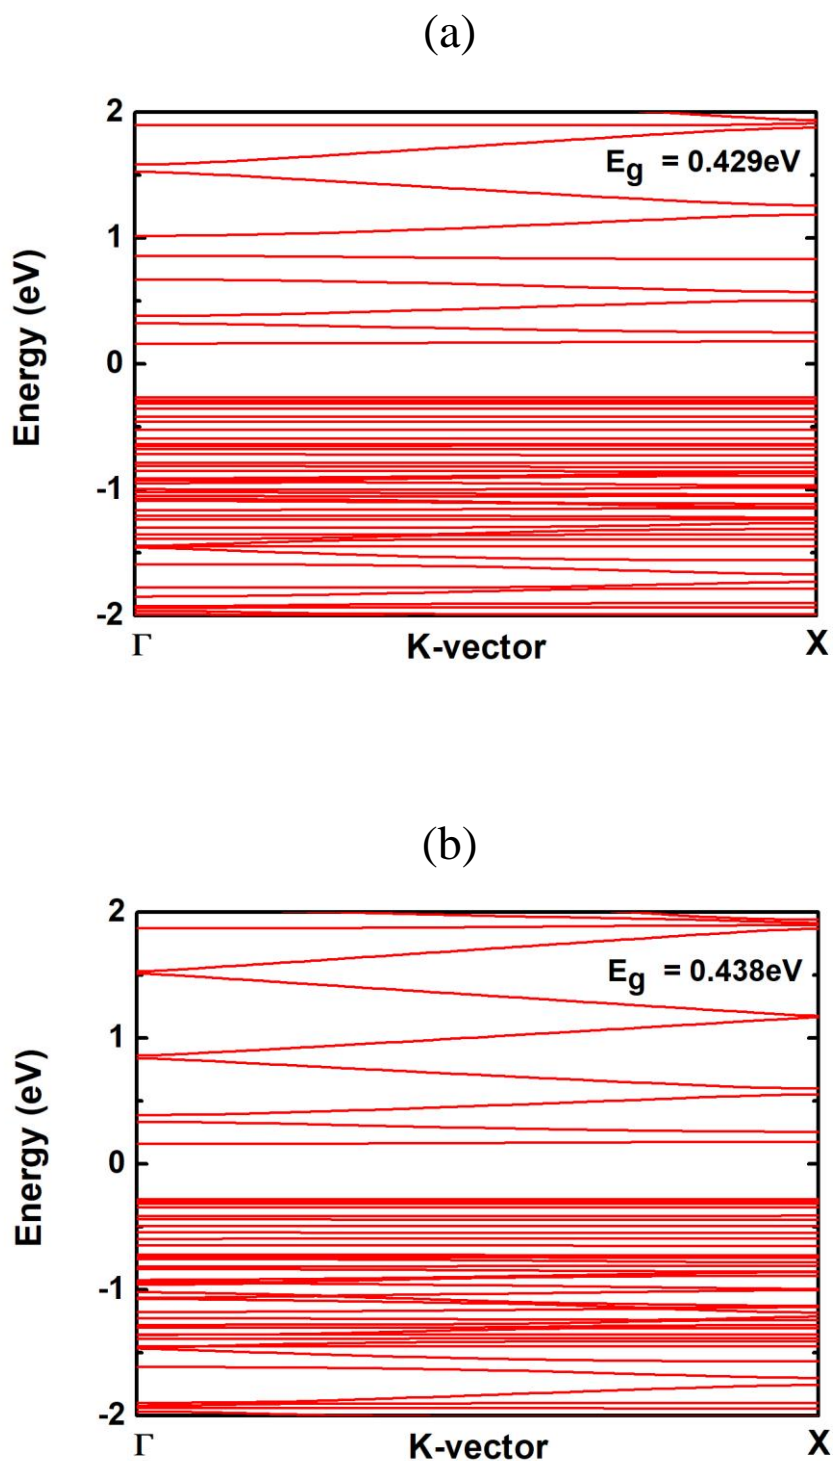 (a)
2
E_g = 0.429eV
1
Energy (eV)
0
-1
-2
Γ K-vector X
(b)
2
E_g = 0.438eV
1
Energy (eV)
0
-1
-2
Γ K-vector X